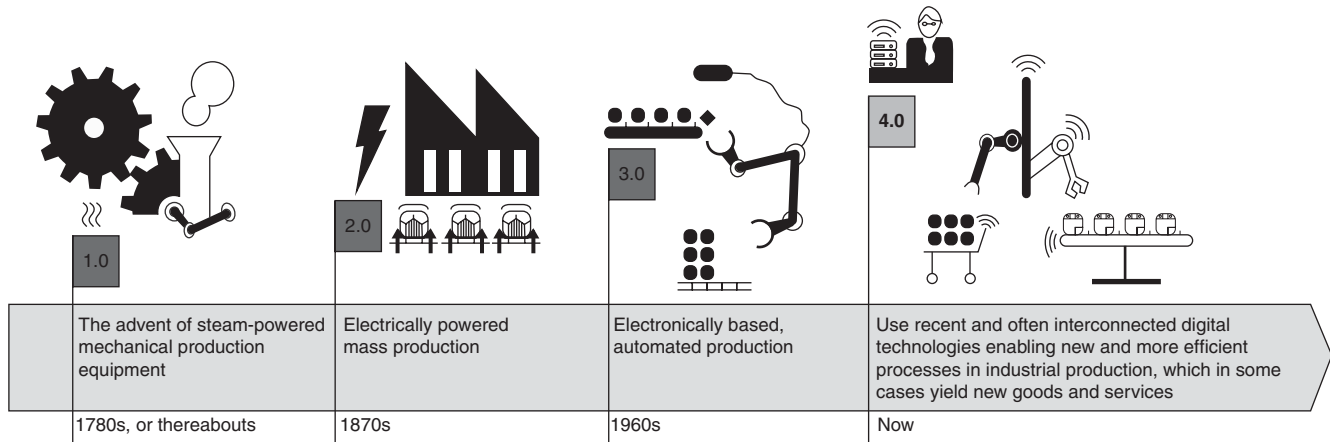 1.0
2.0
3.0
4.0
The advent of steam-powered
mechanical production
equipment
Electrically powered
mass production
Electronically based,
automated production
Use recent and often interconnected digital
technologies enabling new and more efficient
processes in industrial production, which in some
cases yield new goods and services
1780s, or thereabouts
1870s
1960s
Now